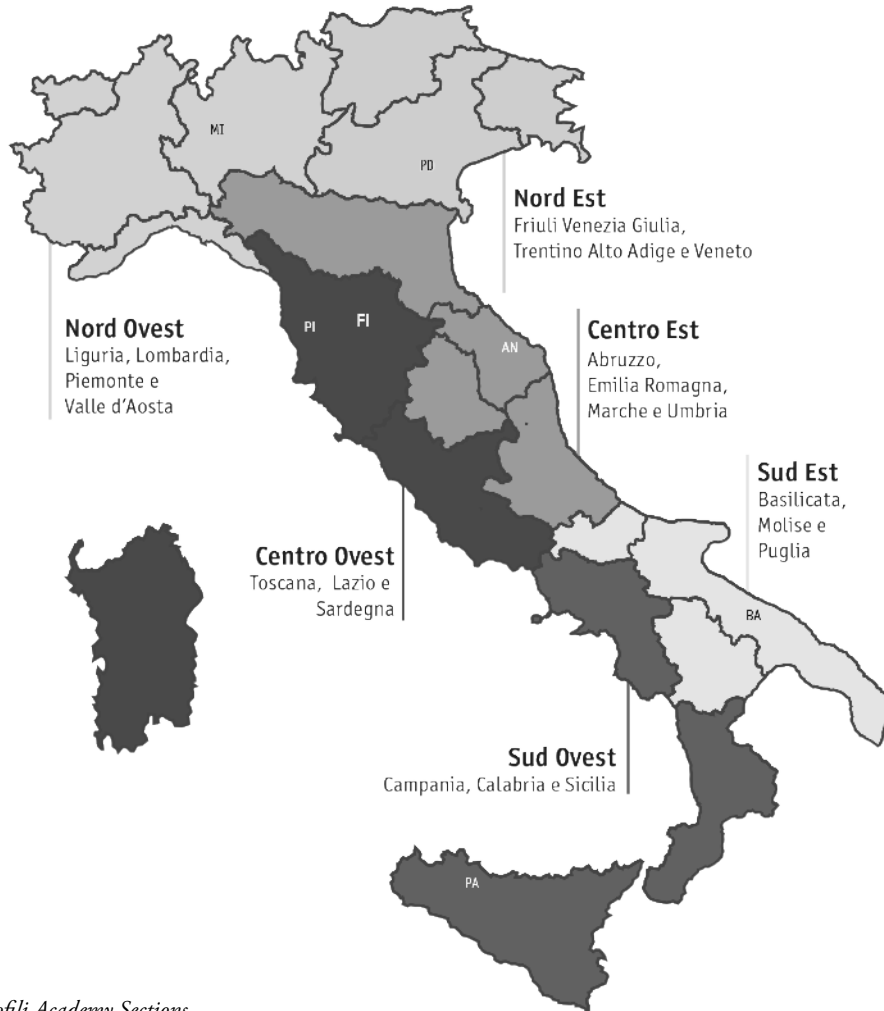 MI
PD
Nord Est
Friuli Venezia Giulia,
Trentino Alto Adige e Veneto
Nord Ovest
Liguria, Lombardia,
Piemonte e
Valle d'Aosta
PI
FI
AN
Centro Est
Abruzzo,
Emilia Romagna,
Marche e Umbria
Sud Est
Basilicata,
Molise e
Puglia
Centro Ovest
Toscana, Lazio e
Sardegna
BA
Sud Ovest
Campania, Calabria e Sicilia
PA
Academy Sections